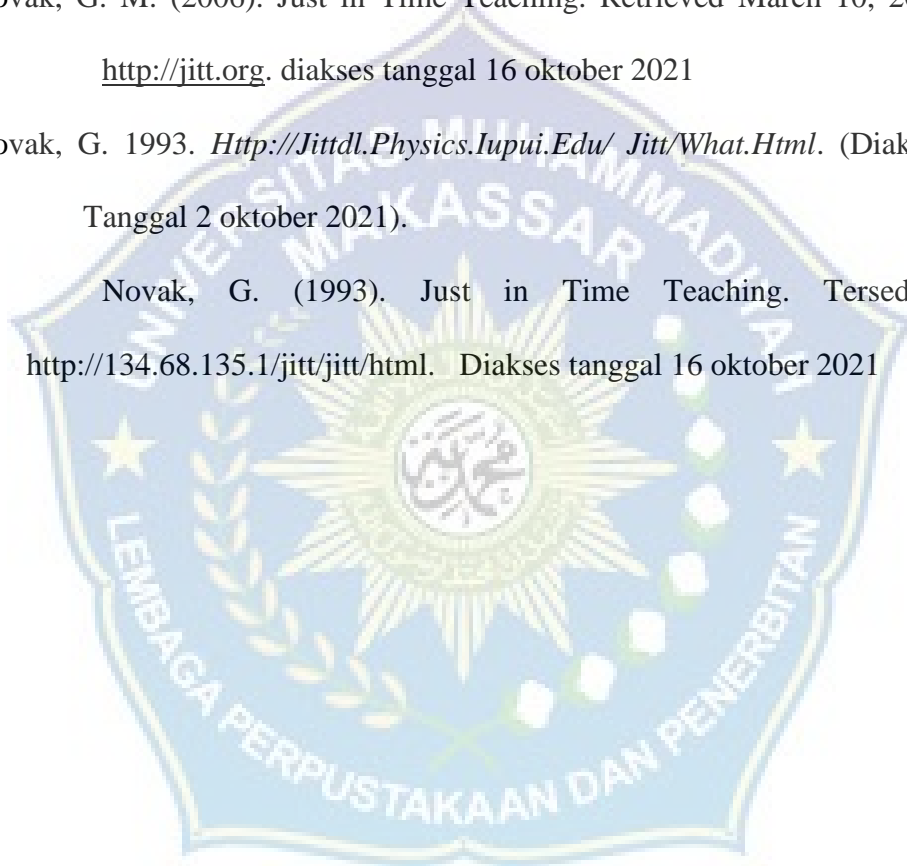 ovak, G. M. (2006). Just in Time Teaching. Retrieved March 10, 20
http://jitt.org. diakses tanggal 16 oktober 2021
ovak, G. 1993. Http://Jittdl.Physics.Iupui.Edu/ Jitt/What.Html. (Diak
Tanggal 2 oktober 2021).
Novak, G. (1993). Just in Time Teaching. Tersed
http://134.68.135.1/jitt/jitt/html. Diakses tanggal 16 oktober 2021
UNIVERSITAS MUHAMMADIYAH
MAKASSAR
LEMBAGA PERPUSTAKAAN DAN PENERBITAN